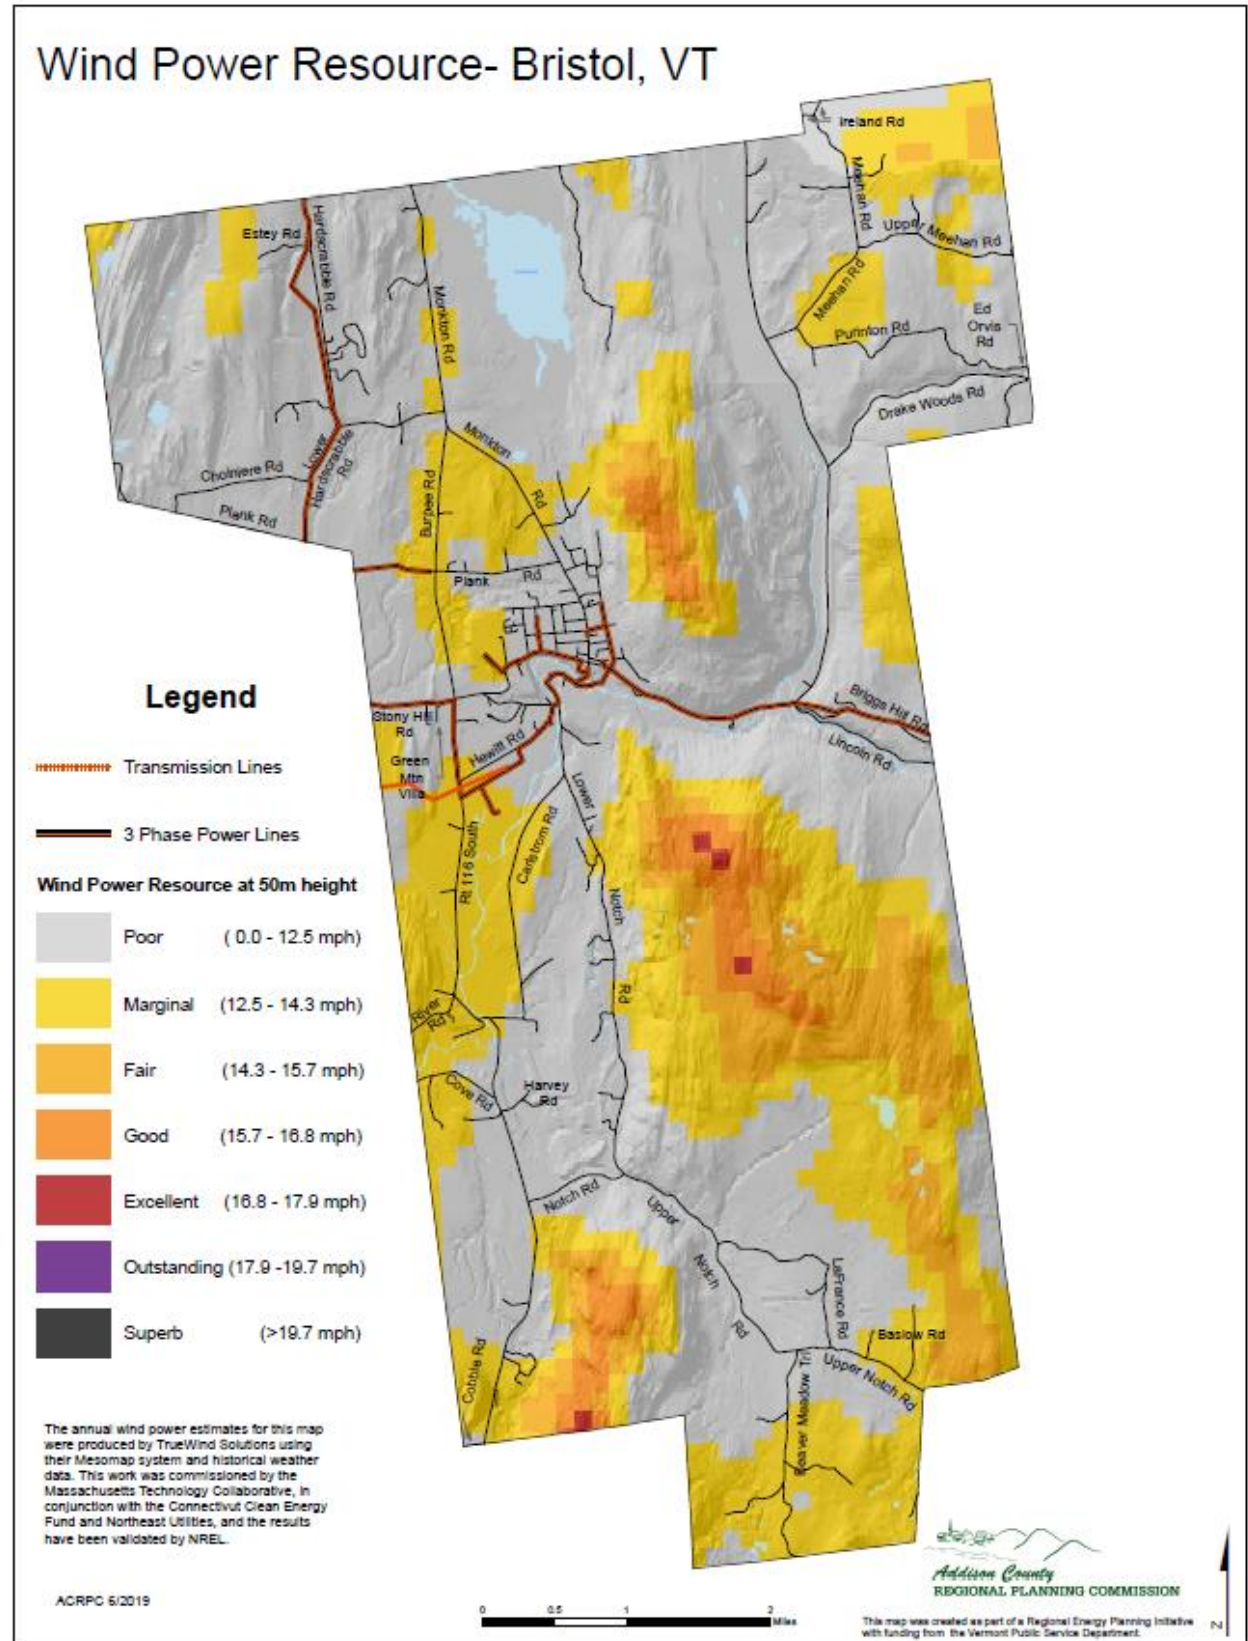 Wind Power Resource- Bristol, VT
Ireland Rd
Meehan Rd
Upper Meehan Rd
Estey Rd
Hardscrabble Rd
Monkton Rd
Meehan Rd
Purinton Rd
Ed
Orvis
Rd
Drake Woods Rd
Lower
Hardscrabble
Rd
Cholmiere Rd
Plank Rd
Burpee Rd
Monkton
Rd
Plank Rd
Legend
Transmission Lines
3 Phase Power Lines
Wind Power Resource at 50m height
Poor ( 0.0 - 12.5 mph)
Marginal (12.5 - 14.3 mph)
Fair (14.3 - 15.7 mph)
Good (15.7 - 16.8 mph)
Excellent (16.8 - 17.9 mph)
Outstanding (17.9 -19.7 mph)
Superb (>19.7 mph)
Stony Hill
Rd
Green
Mtn
Villa
Hewitt Rd
Briggs Hill Rd
Lincoln Rd
Rt 116 South
Carlstrom Rd
Lower
Notch
Rd
River
Rd
Cove Rd
Harvey
Rd
Notch Rd
Upper
Notch
Rd
LaFrance Rd
Baslow Rd
Upper Notch Rd
Beaver Meadow Trl
Cobble Rd
The annual wind power estimates for this map
were produced by TrueWind Solutions using
their Mesomap system and historical weather
data. This work was commissioned by the
Massachusetts Technology Collaborative, in
conjunction with the Connecticut Clean Energy
Fund and Northeast Utilities, and the results
have been validated by NREL.
ACRPC 6/2019
0 0.5 1 2
Miles
Addison County
REGIONAL PLANNING COMMISSION
This map was created as part of a Regional Energy Planning Initiative
with funding from the Vermont Public Service Department.
N